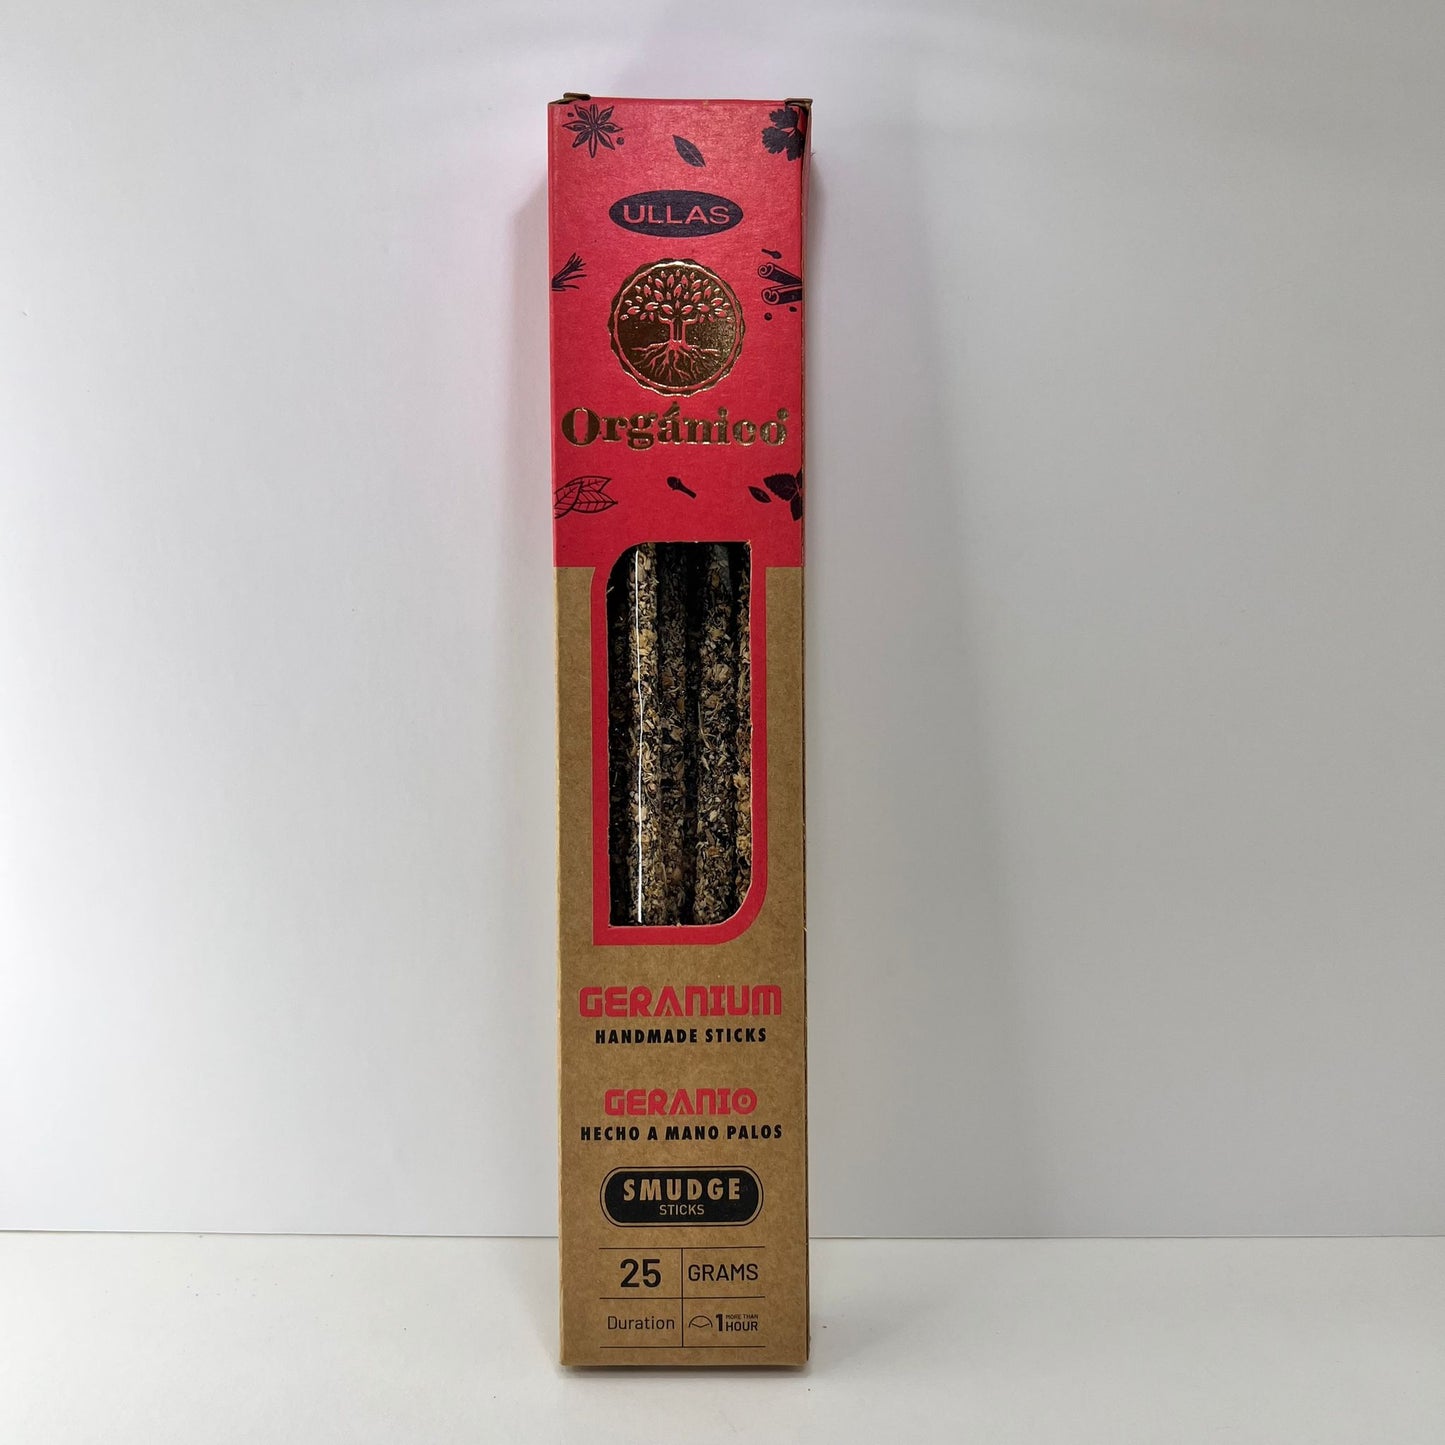 ULLAS
Orgánico
GERANIUM
HANDMADE STICKS
GERANIO
HECHO A MANO PALOS
SMUDGE
STICKS
25 GRAMS
Duration 1 MORE THAN HOUR